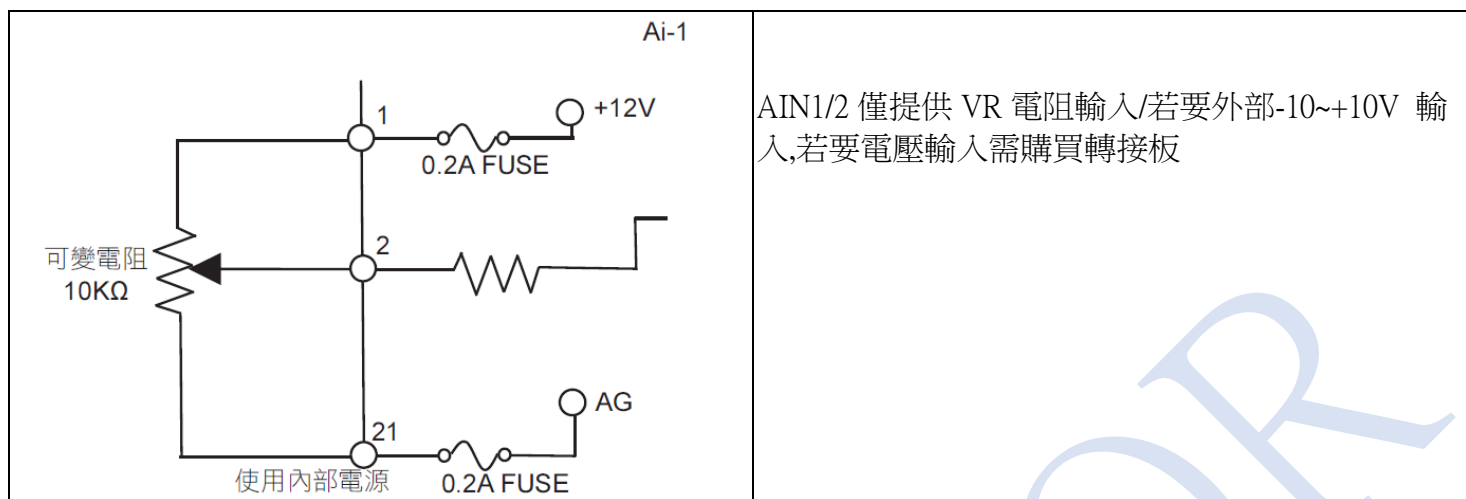 Ai-1
1
+12V
0.2A FUSE
2
可變電阻
10KΩ
AG
21
使用內部電源
0.2A FUSE
AIN1/2 僅提供 VR 電阻輸入/若要外部-10~+10V 輸
入,若要電壓輸入需購買轉接板
OR